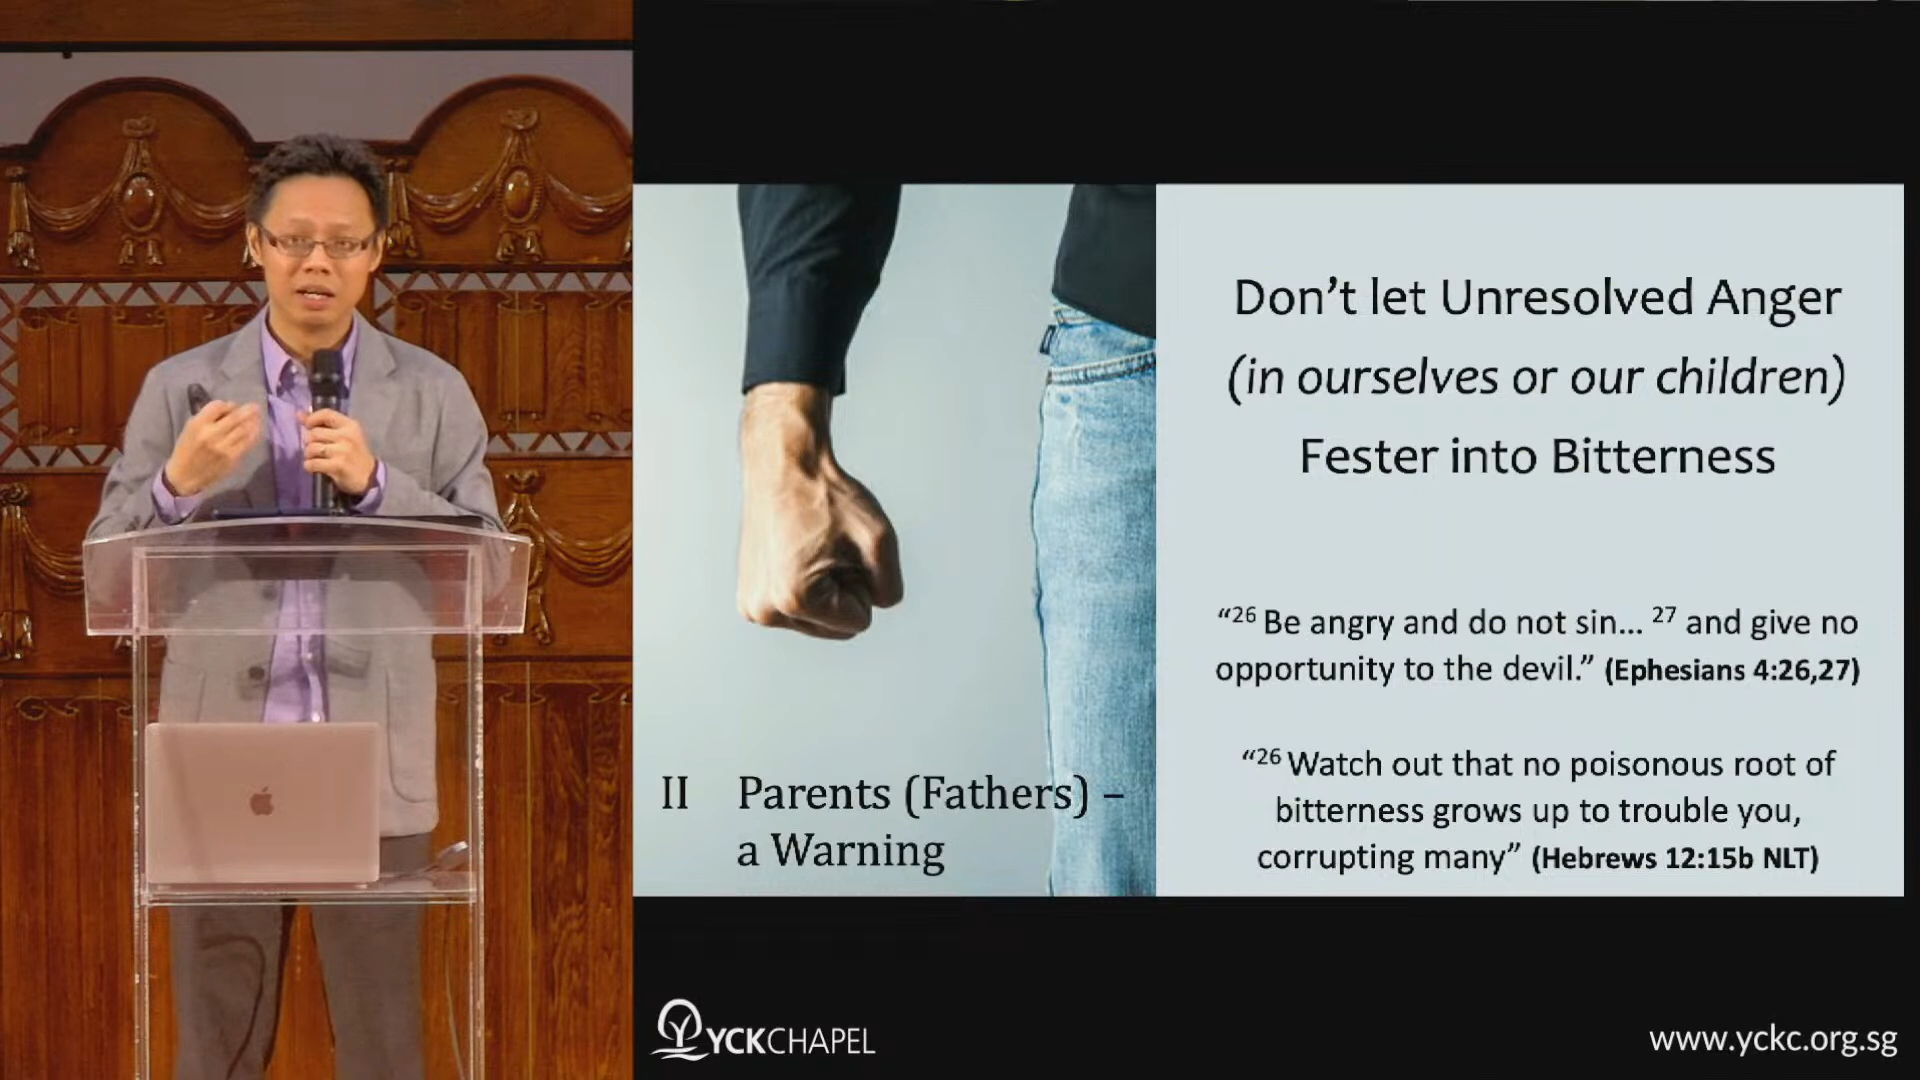 Don’t let Unresolved Anger
(in ourselves or our children)
Fester into Bitterness
“26 Be angry and do not sin... 27 and give no
opportunity to the devil.” (Ephesians 4:26,27)
“26 Watch out that no poisonous root of
bitterness grows up to trouble you,
corrupting many” (Hebrews 12:15b NLT)
II Parents (Fathers) –
a Warning
YCKCHAPEL
www.yckc.org.sg